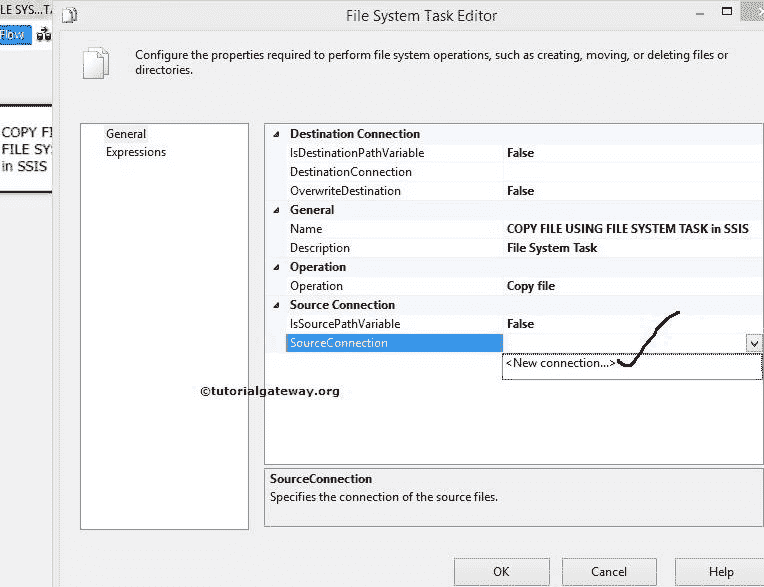 LE SYS...TA
File System Task Editor
Flow
Configure the properties required to perform file system operations, such as creating, moving, or deleting files or
directories.
COPY FI
FILE SY
in SSIS
General
Expressions
Destination Connection
IsDestinationPathVariable False
DestinationConnection
OverwriteDestination False
General
Name COPY FILE USING FILE SYSTEM TASK in SSIS
Description File System Task
Operation
Operation Copy file
Source Connection
IsSourcePathVariable False
SourceConnection
<New connection...>
©tutorialgateway.org
SourceConnection
Specifies the connection of the source files.
OK Cancel Help